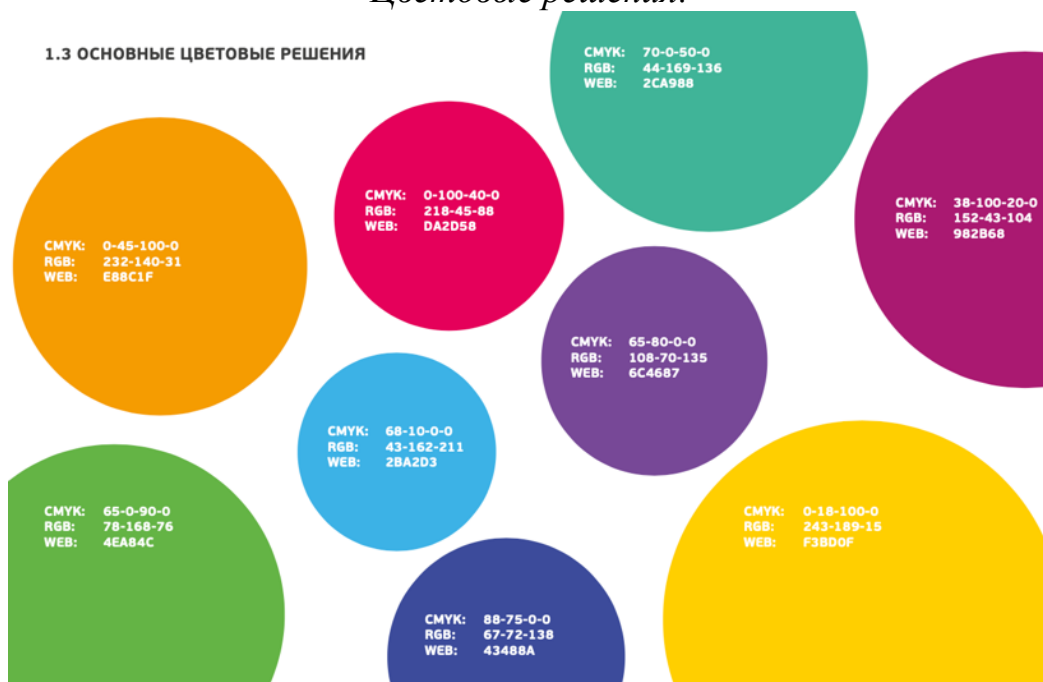 Цветовые решения:
1.3 ОСНОВНЫЕ ЦВЕТОВЫЕ РЕШЕНИЯ
CMYK: 70-0-50-0
RGB: 44-169-136
WEB: 2CA988
CMYK: 0-100-40-0
RGB: 218-45-88
WEB: DA2D58
CMYK: 38-100-20-0
RGB: 152-43-104
WEB: 982B68
CMYK: 0-45-100-0
RGB: 232-140-31
WEB: E88C1F
CMYK: 65-80-0-0
RGB: 108-70-135
WEB: 6C4687
CMYK: 68-10-0-0
RGB: 43-162-211
WEB: 2BA2D3
CMYK: 65-0-90-0
RGB: 78-168-76
WEB: 4EA84C
CMYK: 0-18-100-0
RGB: 243-189-15
WEB: F3BD0F
CMYK: 88-75-0-0
RGB: 67-72-138
WEB: 43488A